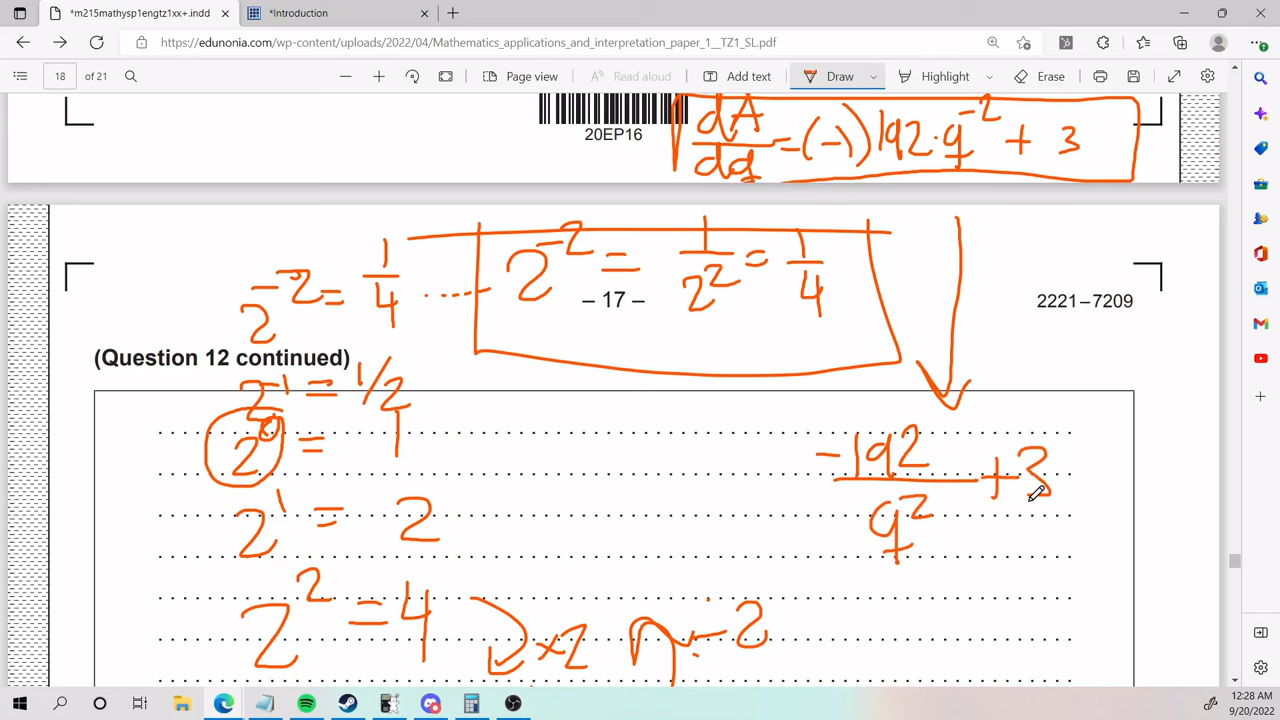 *m215mathysp1engtz1xx+.indd
*Introduction
https://edunonia.com/wp-content/uploads/2022/04/Mathematics_applications_and_interpretation_paper_1__TZ1_SL.pdf
18 of 21
Page view
Read aloud
Add text
Draw
Highlight
Erase
20EP16
dA/dq = (-1) 192 · q^-2 + 3
2^-2 = 1/4 ......
2^-2 = 1/2^2 = 1/4
– 17 –
2221-7209
(Question 12 continued)
2^-1 = 1/2
2^0 = 1
-192/q^2 + 3
2^1 = 2
2^2 = 4
×2
÷2
12:28 AM
9/20/2022